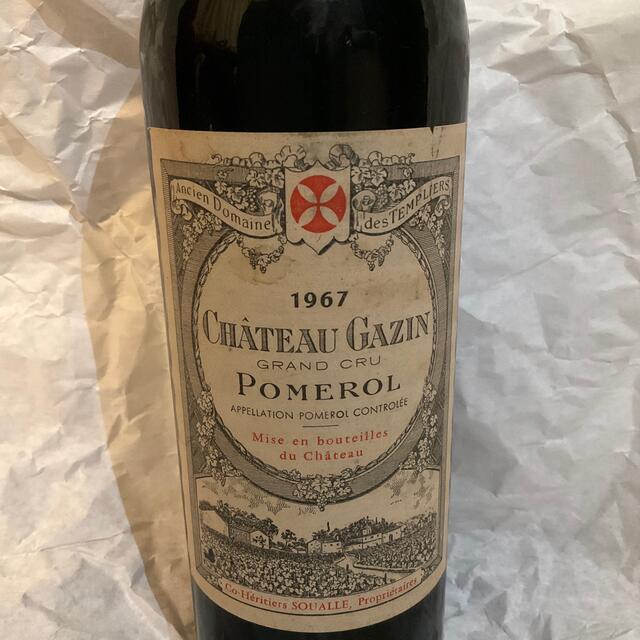 Ancien Domaine des TEMPLIERS
1967
CHÂTEAU GAZIN
GRAND CRU
POMEROL
APPELLATION POMEROL CONTROLÉE
Mise en bouteilles
du Château
Co-Héritiers SOUALLE, Propriétaires